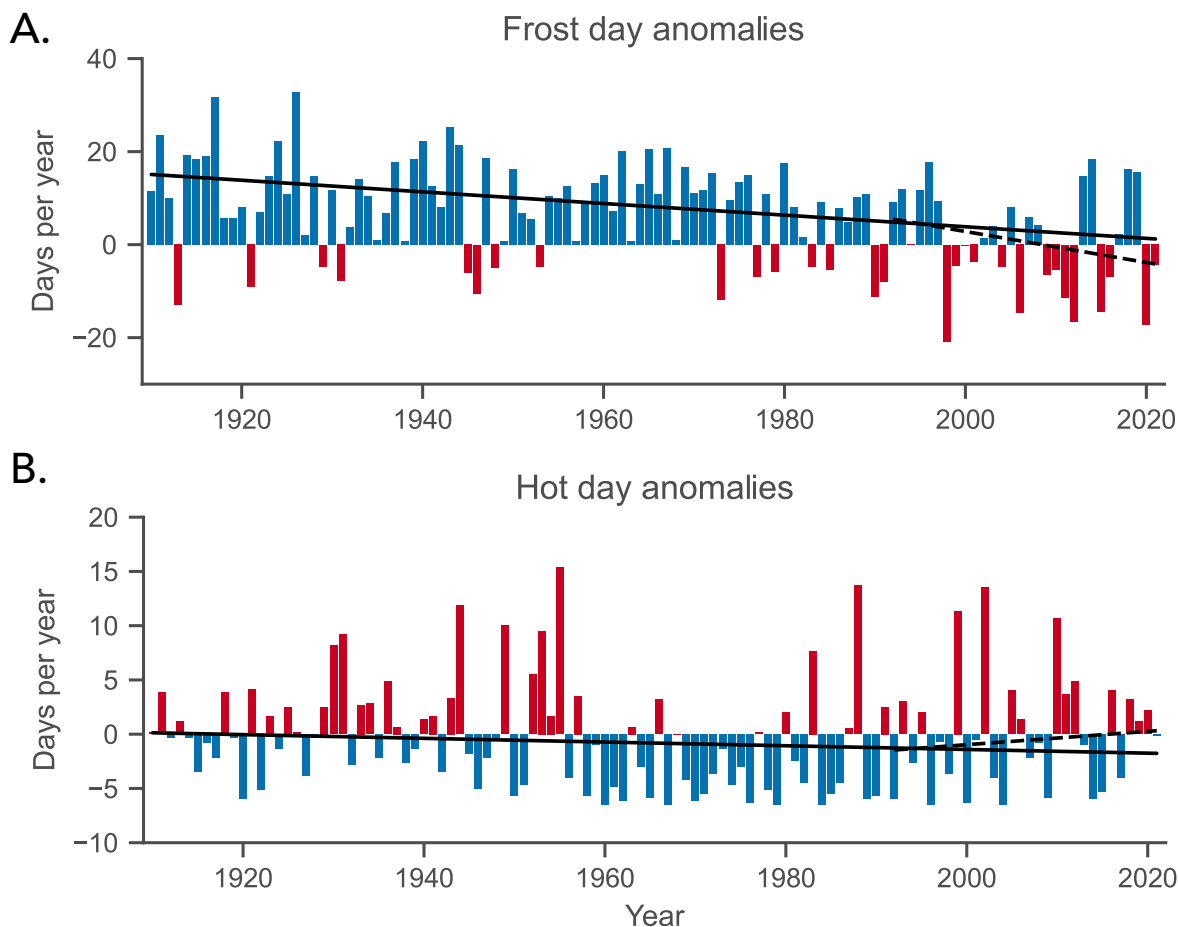 A.
Frost day anomalies
Days per year
40
20
0
−20
1920 1940 1960 1980 2000 2020
B.
Hot day anomalies
Days per year
20
15
10
5
0
−5
−10
1920 1940 1960 1980 2000 2020
Year